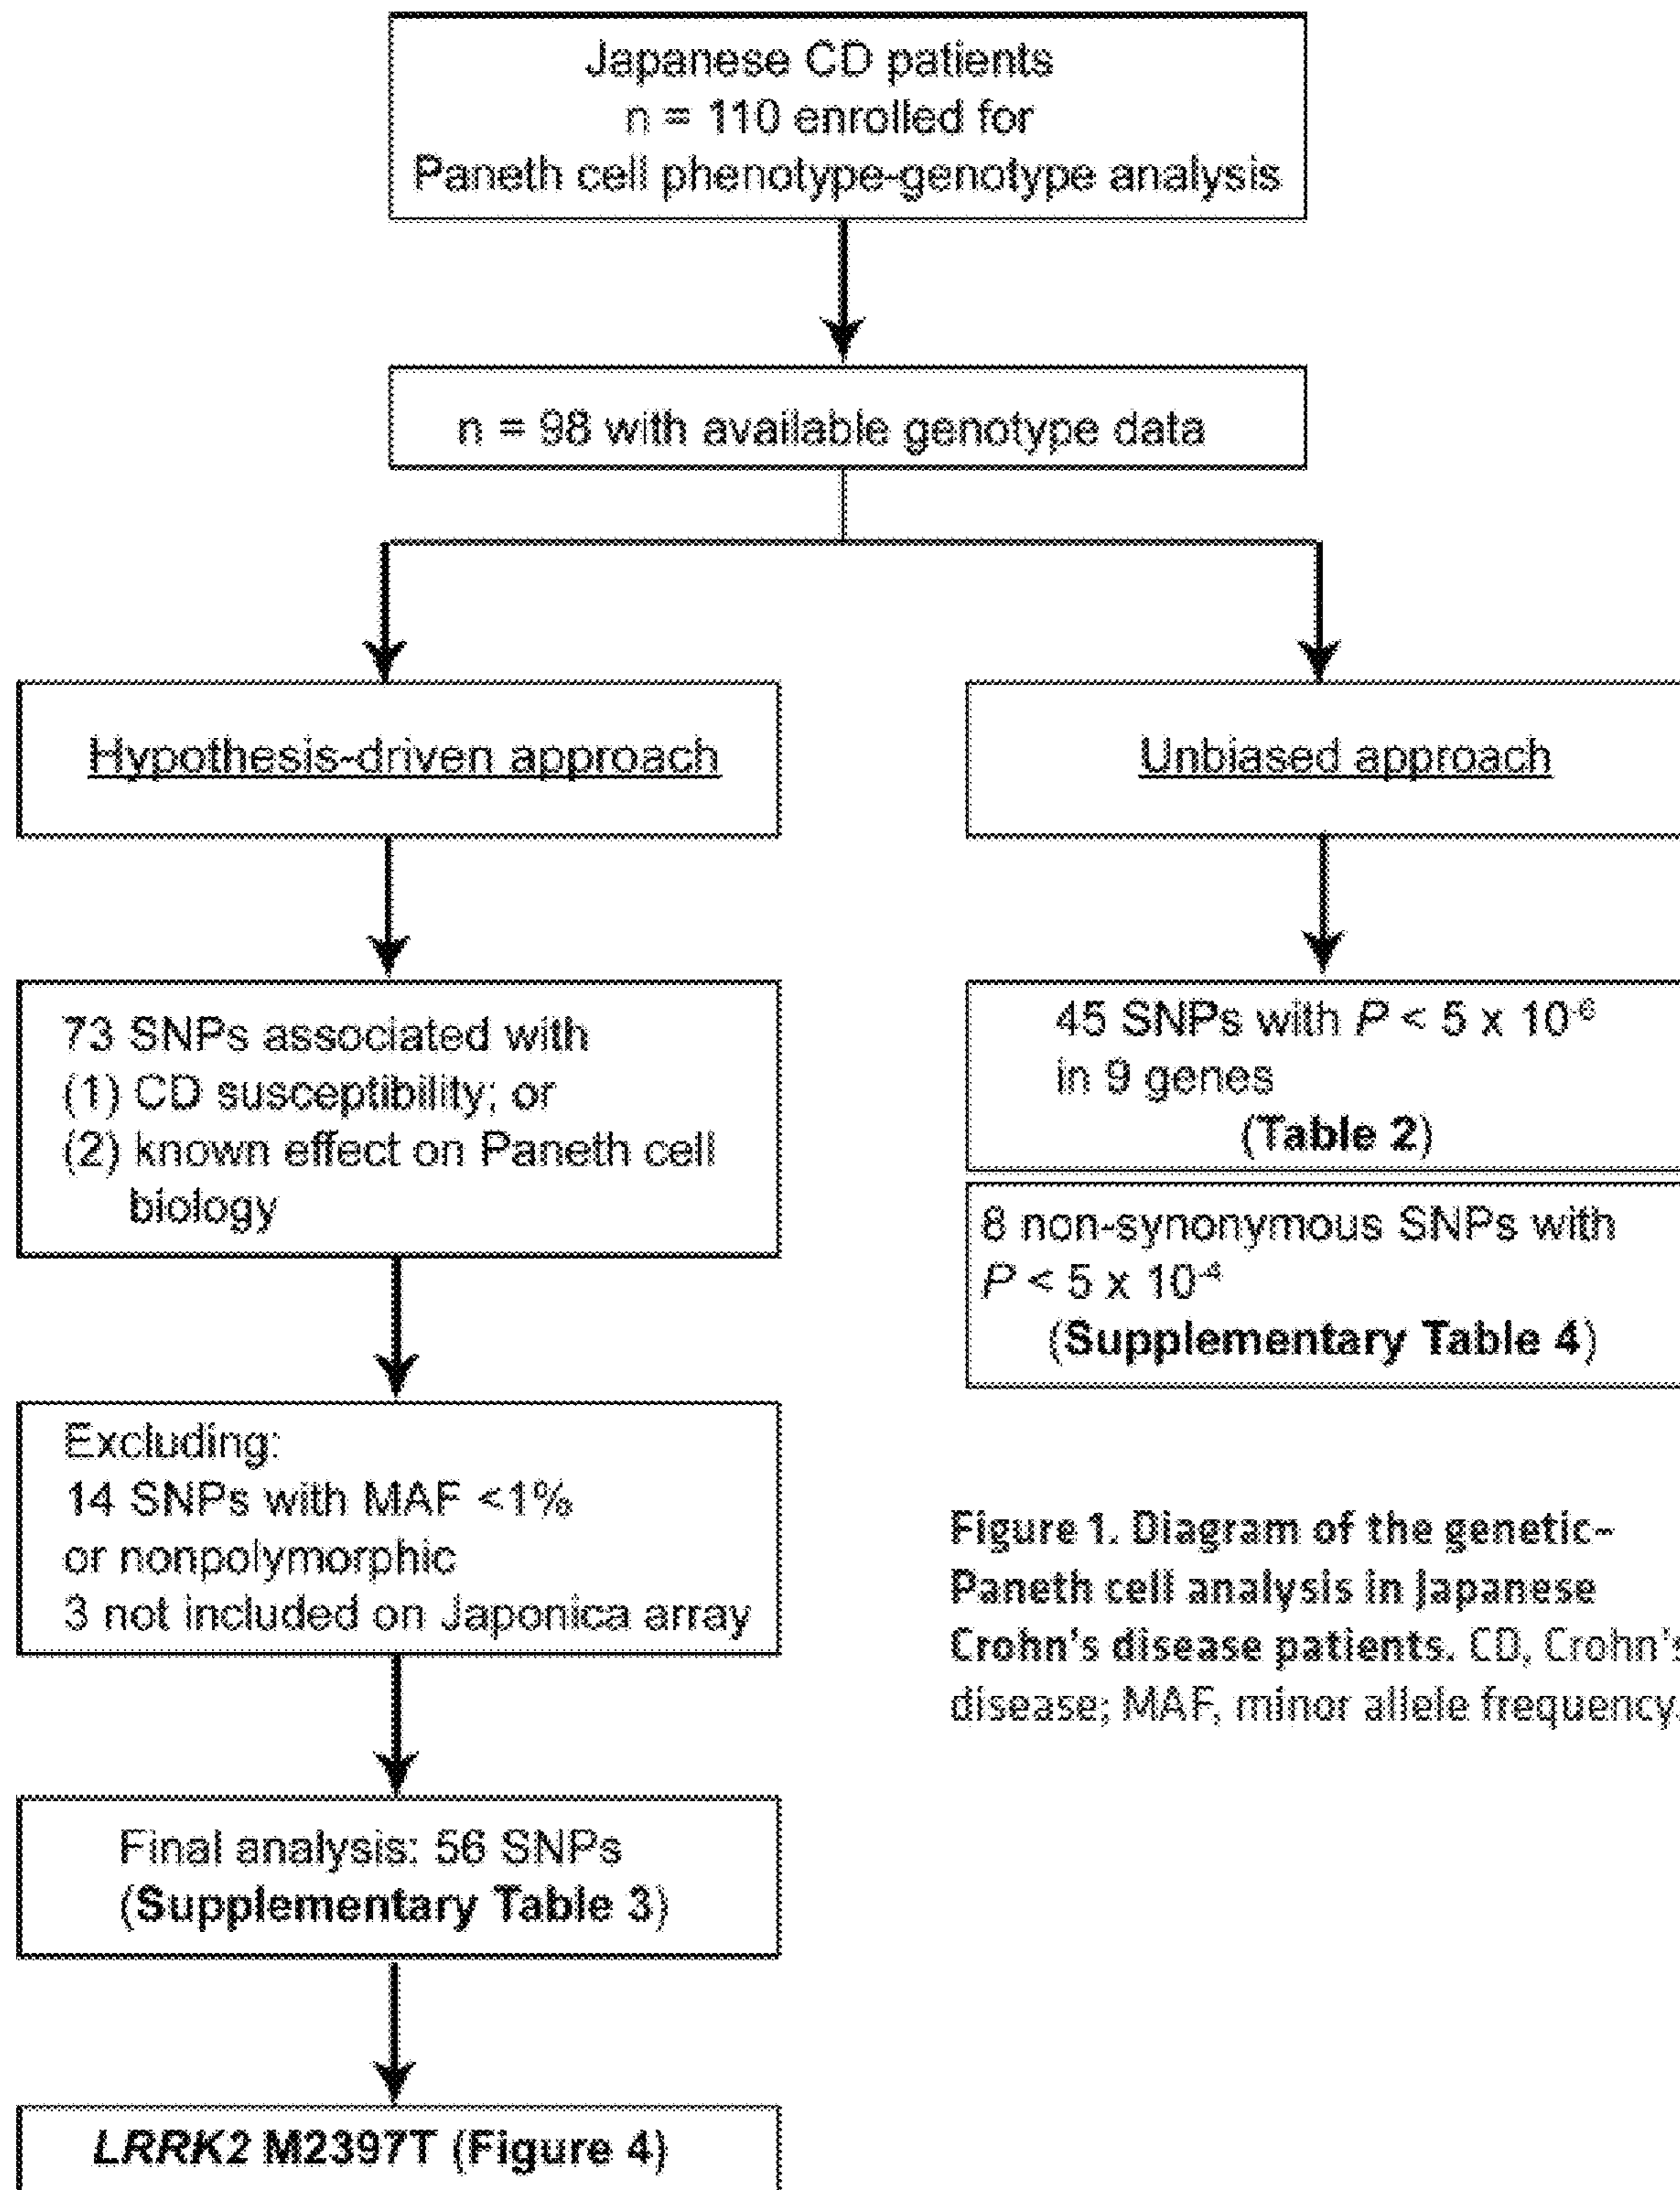 Japanese CD patients
n = 110 enrolled for
Paneth cell phenotype-genotype analysis
n = 98 with available genotype data
Hypothesis-driven approach
Unbiased approach
73 SNPs associated with
(1) CD susceptibility; or
(2) known effect on Paneth cell
biology
45 SNPs with P < 5 x 10⁻⁶
in 9 genes
(Table 2)
8 non-synonymous SNPs with
P < 5 x 10⁻⁴
(Supplementary Table 4)
Excluding:
14 SNPs with MAF <1%
or nonpolymorphic
3 not included on Japonica array
Final analysis: 56 SNPs
(Supplementary Table 3)
LRRK2 M2397T (Figure 4)
Figure 1. Diagram of the genetic–
Paneth cell analysis in Japanese
Crohn's disease patients. CD, Crohn's
disease; MAF, minor allele frequency.